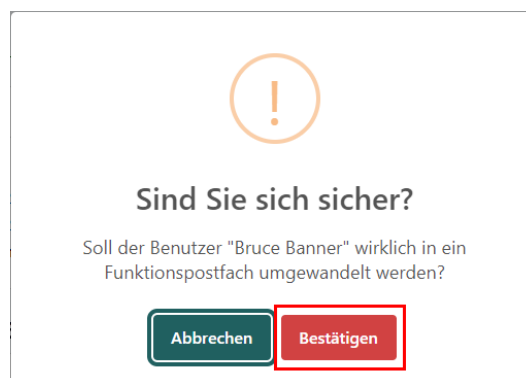 !
Sind Sie sich sicher?
Soll der Benutzer "Bruce Banner" wirklich in ein
Funktionspostfach umgewandelt werden?
Abbrechen Bestätigen